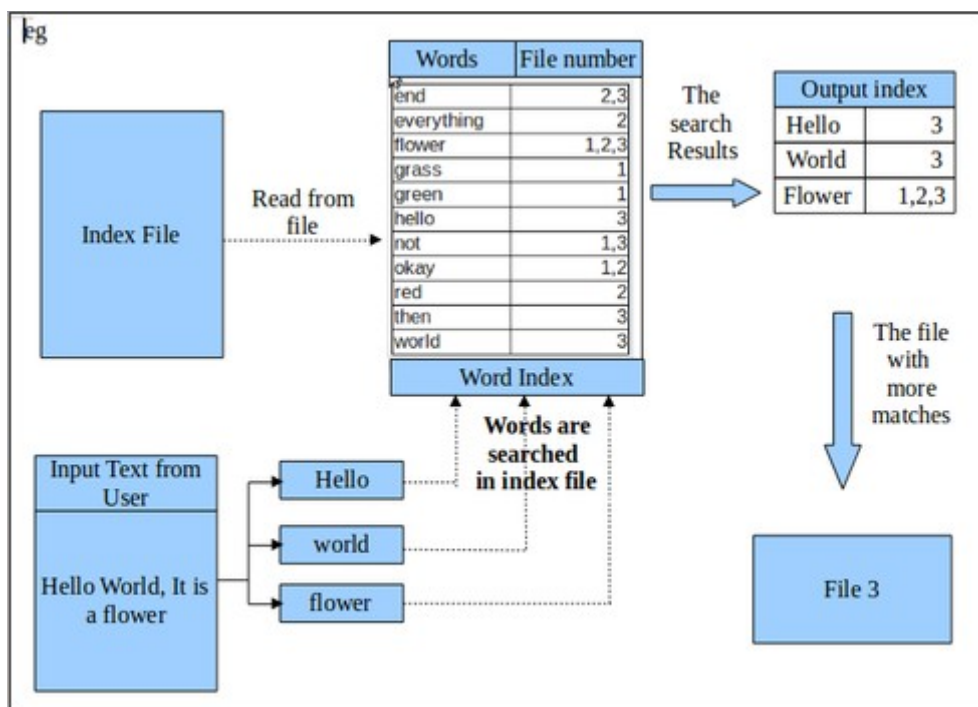 eg
Words File number
end 2,3
everything 2
flower 1,2,3
grass 1
green 1
hello 3
not 1,3
okay 1,2
red 2
then 3
world 3
Word Index
Index File
Read from
file
The
search
Results
Output index
Hello 3
World 3
Flower 1,2,3
The file
with
more
matches
Words are
searched
in index file
Input Text from
User
Hello World, It is
a flower
Hello
world
flower
File 3